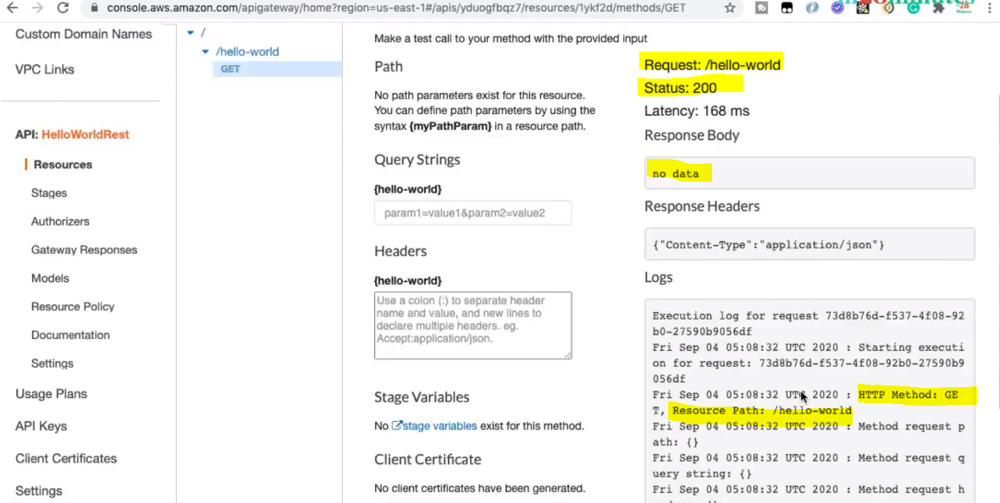 console.aws.amazon.com/apigateway/home?region=us-east-1#/apis/yduogfbqz7/resources/1ykf2d/methods/GET
28
Minutes
Custom Domain Names
VPC Links
API: HelloWorldRest
Resources
Stages
Authorizers
Gateway Responses
Models
Resource Policy
Documentation
Settings
Usage Plans
API Keys
Client Certificates
Settings
/
/hello-world
GET
Make a test call to your method with the provided input
Path
No path parameters exist for this resource.
You can define path parameters by using the
syntax {myPathParam} in a resource path.
Query Strings
{hello-world}
param1=value1&param2=value2
Headers
{hello-world}
Use a colon (:) to separate header
name and value, and new lines to
declare multiple headers. eg.
Accept:application/json.
Stage Variables
No stage variables exist for this method.
Client Certificate
No client certificates have been generated.
Request: /hello-world
Status: 200
Latency: 168 ms
Response Body
no data
Response Headers
{"Content-Type":"application/json"}
Logs
Execution log for request 73d8b76d-f537-4f08-92
b0-27590b9056df
Fri Sep 04 05:08:32 UTC 2020 : Starting executi
on for request: 73d8b76d-f537-4f08-92b0-27590b9
056df
Fri Sep 04 05:08:32 UTC 2020 : HTTP Method: GE
T, Resource Path: /hello-world
Fri Sep 04 05:08:32 UTC 2020 : Method request p
ath: {}
Fri Sep 04 05:08:32 UTC 2020 : Method request q
uery string: {}
Fri Sep 04 05:08:32 UTC 2020 : Method request h